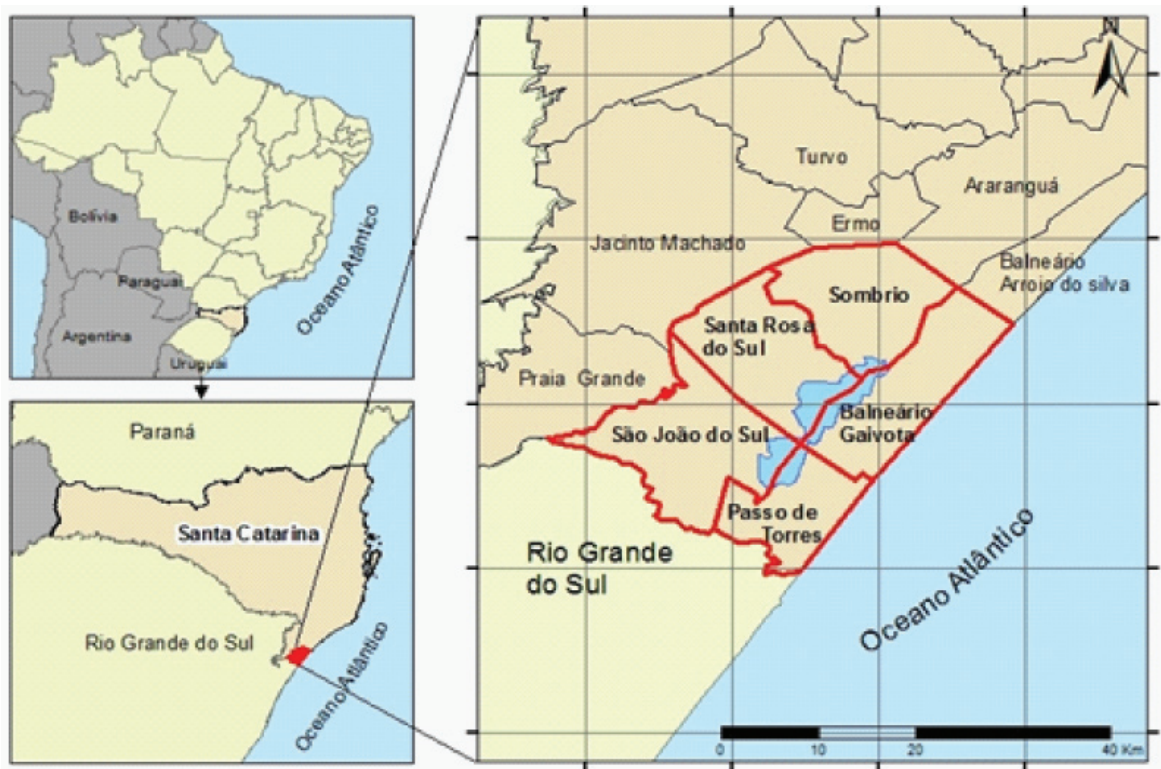 Bolívia
Paraguai
Argentina
Uruguai
Oceano Atlântico
Paraná
Santa Catarina
Rio Grande do Sul
Oceano Atlântico
N
Turvo
Araranguá
Ermo
Jacinto Machado
Balneário
Arroio do silva
Sombrio
Santa Rosa
do Sul
Praia Grande
São João do Sul
Balneário
Gaivota
Passo de
Torres
Rio Grande
do Sul
Oceano Atlântico
0 10 20 40 Km